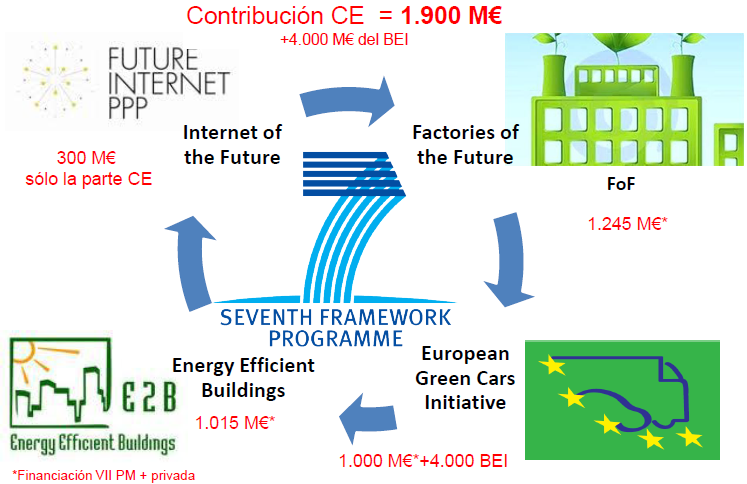 Contribución CE = 1.900 M€
+4.000 M€ del BEI
FUTURE
INTERNET
PPP
Internet of
the Future
300 M€
sólo la parte CE
Factories of
the Future
FoF
1.245 M€*
SEVENTH FRAMEWORK
PROGRAMME
E2B
Energy Efficient Buildings
Energy Efficient
Buildings
1.015 M€*
European
Green Cars
Initiative
1.000 M€*+4.000 BEI
*Financiación VII PM + privada